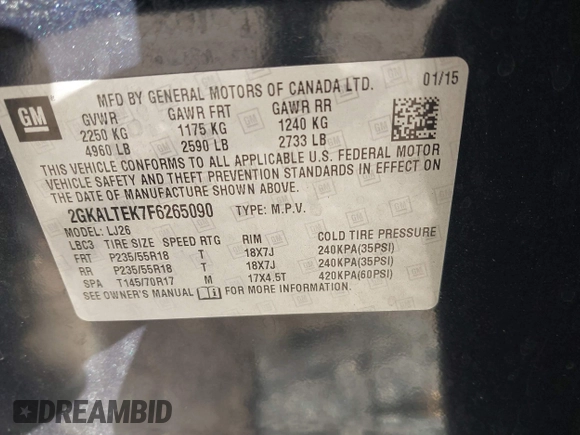 GM
MFD BY GENERAL MOTORS OF CANADA LTD. 01/15
GVWR GAWR FRT GAWR RR
2250 KG 1175 KG 1240 KG
4960 LB 2590 LB 2733 LB
THIS VEHICLE CONFORMS TO ALL APPLICABLE U.S. FEDERAL MOTOR
VEHICLE SAFETY AND THEFT PREVENTION STANDARDS IN EFFECT ON
THE DATE OF MANUFACTURE SHOWN ABOVE.
2GKALTEK7F6265090 TYPE: M.P.V.
MODEL: LJ26
LBC3 TIRE SIZE SPEED RTG RIM COLD TIRE PRESSURE
FRT P235/55R18 T 18X7J 240KPA(35PSI)
RR P235/55R18 T 18X7J 240KPA(35PSI)
SPA T145/70R17 M 17X4.5T 420KPA(60PSI)
SEE OWNER'S MANUAL FOR MORE INFORMATION.
DREAMBID